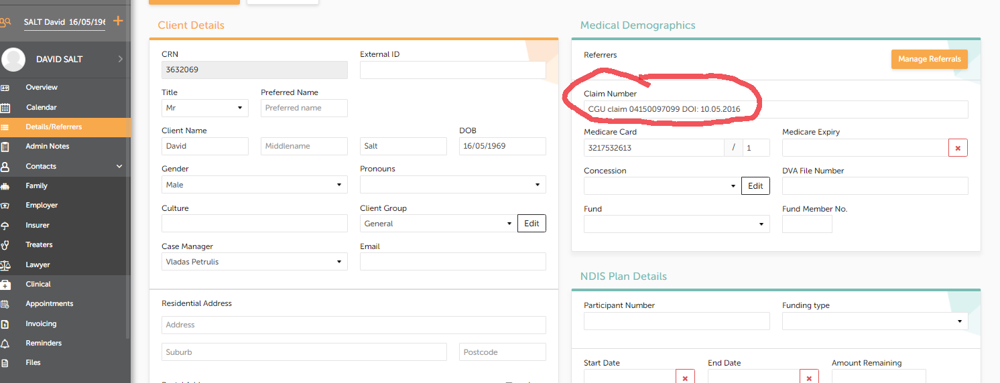 SALT David 16/05/196
DAVID SALT
Overview
Calendar
Details/Referrers
Admin Notes
Contacts
Family
Employer
Insurer
Treaters
Lawyer
Clinical
Appointments
Invoicing
Reminders
Files
Client Details
CRN
External ID
3632069
Title
Preferred Name
Mr
Preferred name
Client Name
DOB
David
Middlename
Salt
16/05/1969
Gender
Pronouns
Male
Culture
Client Group
General
Edit
Case Manager
Email
Vladas Petrulis
Residential Address
Address
Suburb
Postcode
Medical Demographics
Referrers
Manage Referrals
Claim Number
CGU claim 04150097099 DOI: 10.05.2016
Medicare Card
Medicare Expiry
3217532613
/
1
Concession
DVA File Number
Edit
Fund
Fund Member No.
NDIS Plan Details
Participant Number
Funding type
Start Date
End Date
Amount Remaining